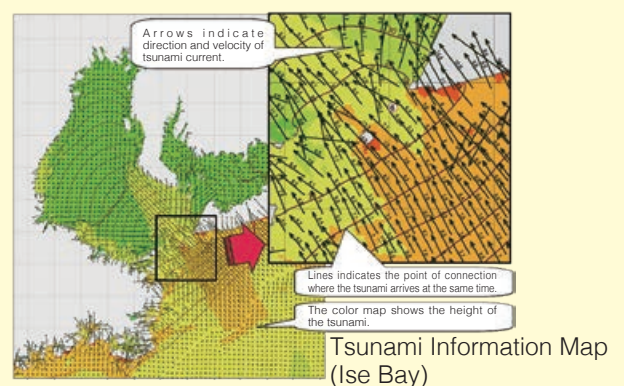 Arrows indicate
direction and velocity of
tsunami current.
Lines indicates the point of connection
where the tsunami arrives at the same time.
The color map shows the height of
the tsunami.
Tsunami Information Map
(Ise Bay)